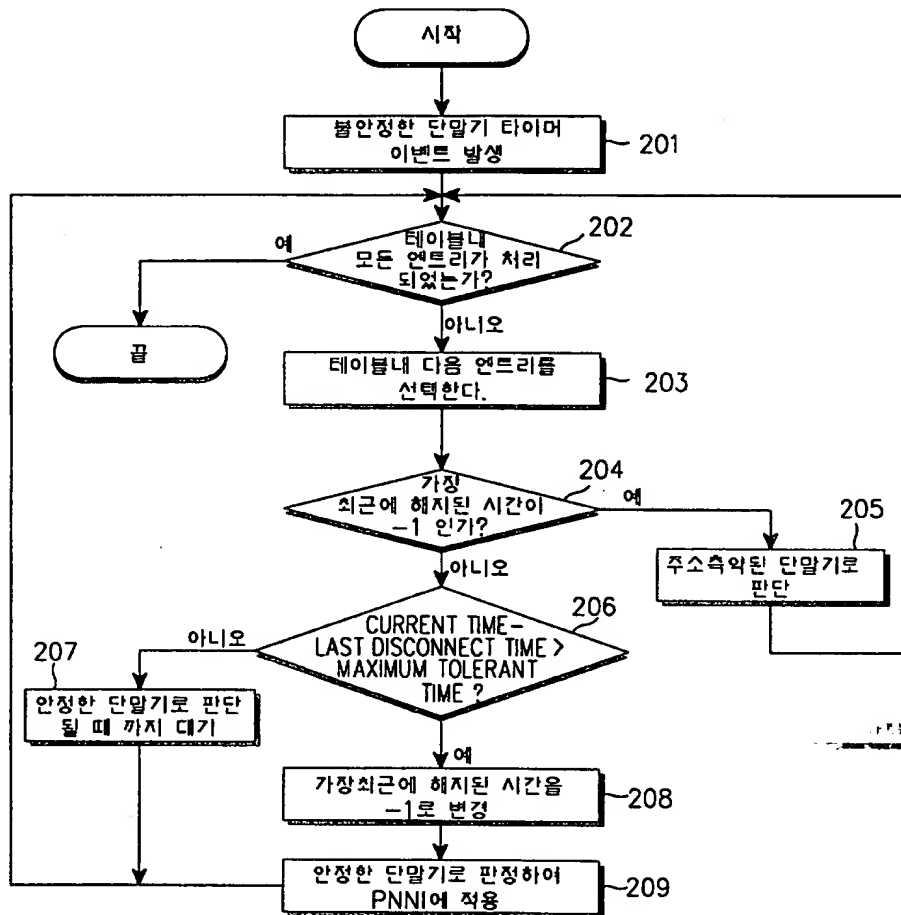 시작
불안정한 단말기 타이머
이벤트 발생
201
202
테이블내
모든 엔트리가 처리
되었는가?
예
아니오
끝
테이블내 다음 엔트리를
선택한다.
203
204
가장
최근에 해지된 시간이
-1 인가?
예
205
주소축약된 단말기로
판단
아니오
206
CURRENT TIME-
LAST DISCONNECT TIME >
MAXIMUM TOLERANT
TIME ?
아니오
207
안정한 단말기로 판단
될 때 까지 대기
예
가장최근에 해지된 시간을
-1로 변경
208
안정한 단말기로 판정하여
PNNI에 적용
209